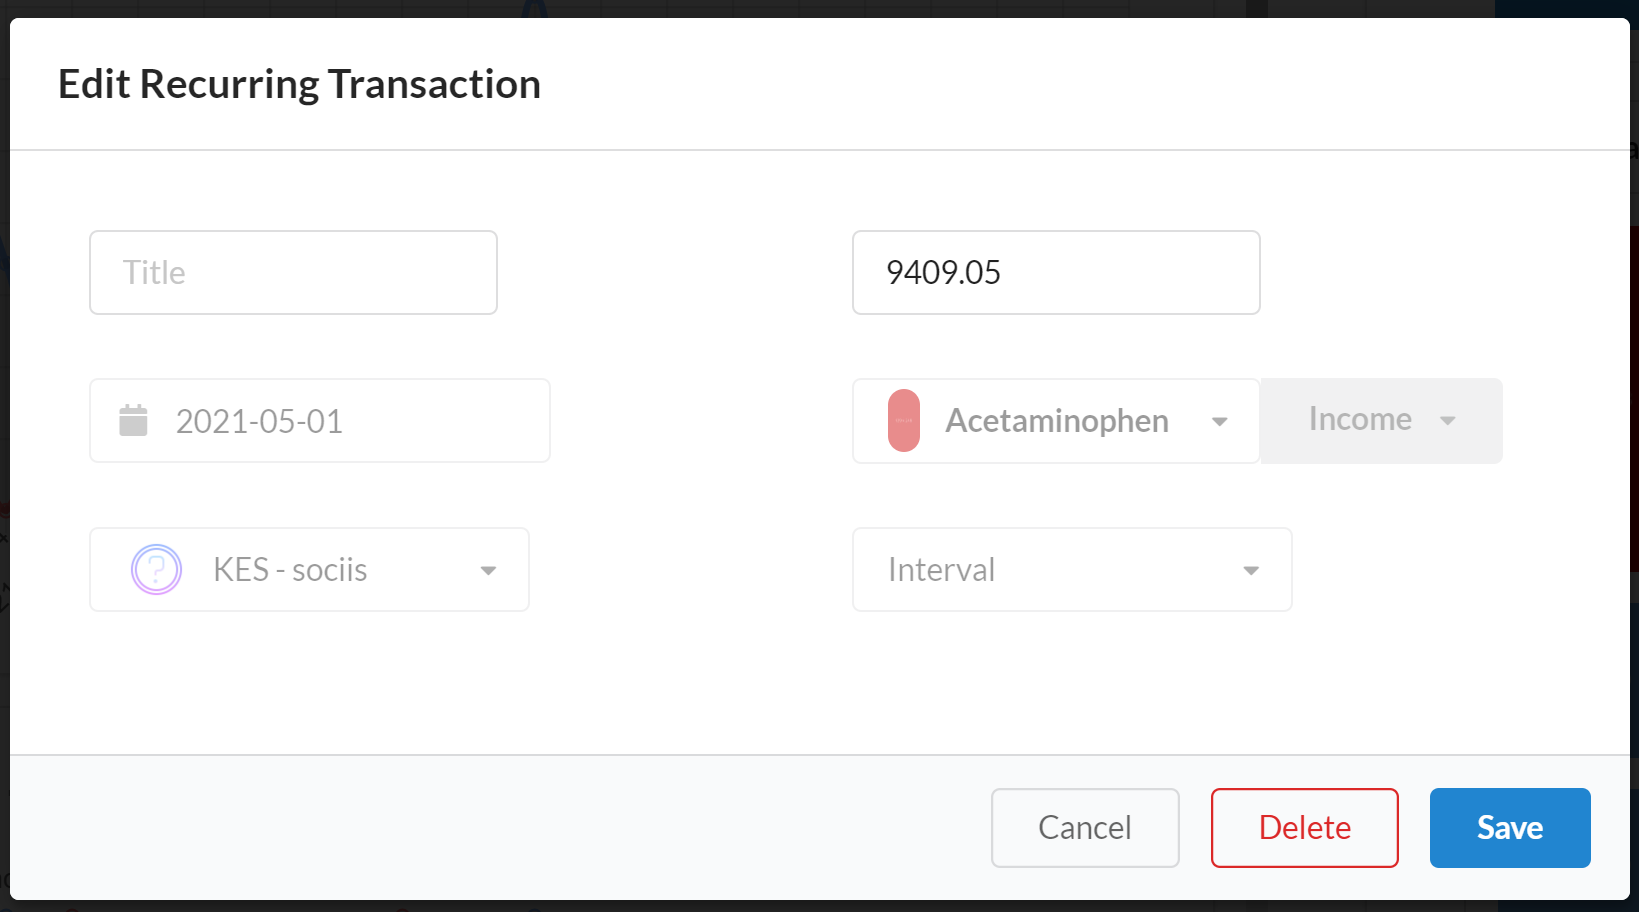 Edit Recurring Transaction
Title
9409.05
2021-05-01
Acetaminophen
Income
?
KES - sociis
Interval
Cancel
Delete
Save